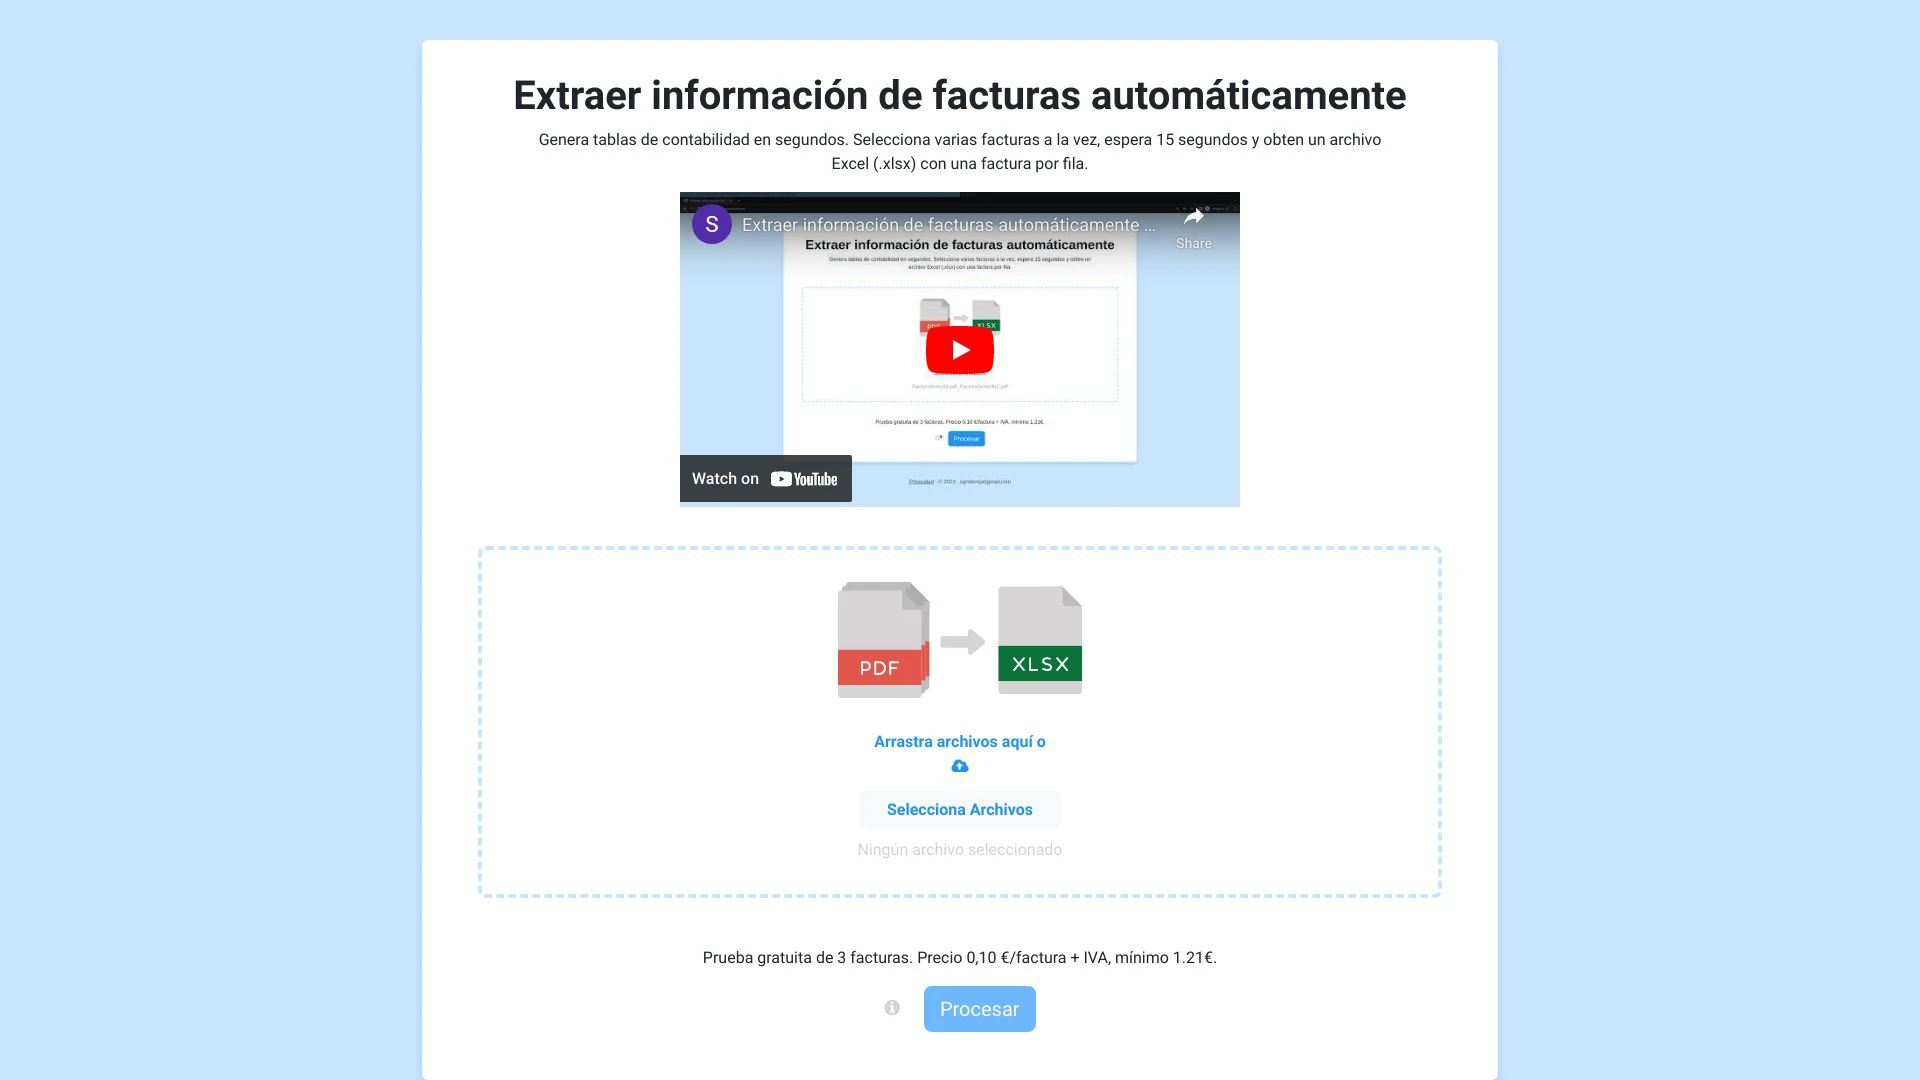 Extraer información de facturas automáticamente
Genera tablas de contabilidad en segundos. Selecciona varias facturas a la vez, espera 15 segundos y obten un archivo
Excel (.xlsx) con una factura por fila.
S
Extraer información de facturas automáticamente ...
Share
Extraer información de facturas automáticamente
Genera tablas de contabilidad en segundos. Selecciona varias facturas a la vez, espera 15 segundos y obten un
archivo Excel (.xlsx) con una factura por fila.
PDF
XLSX
Prueba gratuita de 3 facturas. Precio 0,10 €/factura + IVA, mínimo 1.21€.
Procesar
Watch on YouTube
PDF
XLSX
Arrastra archivos aquí o
Selecciona Archivos
Ningún archivo seleccionado
Prueba gratuita de 3 facturas. Precio 0,10 €/factura + IVA, mínimo 1.21€.
Procesar